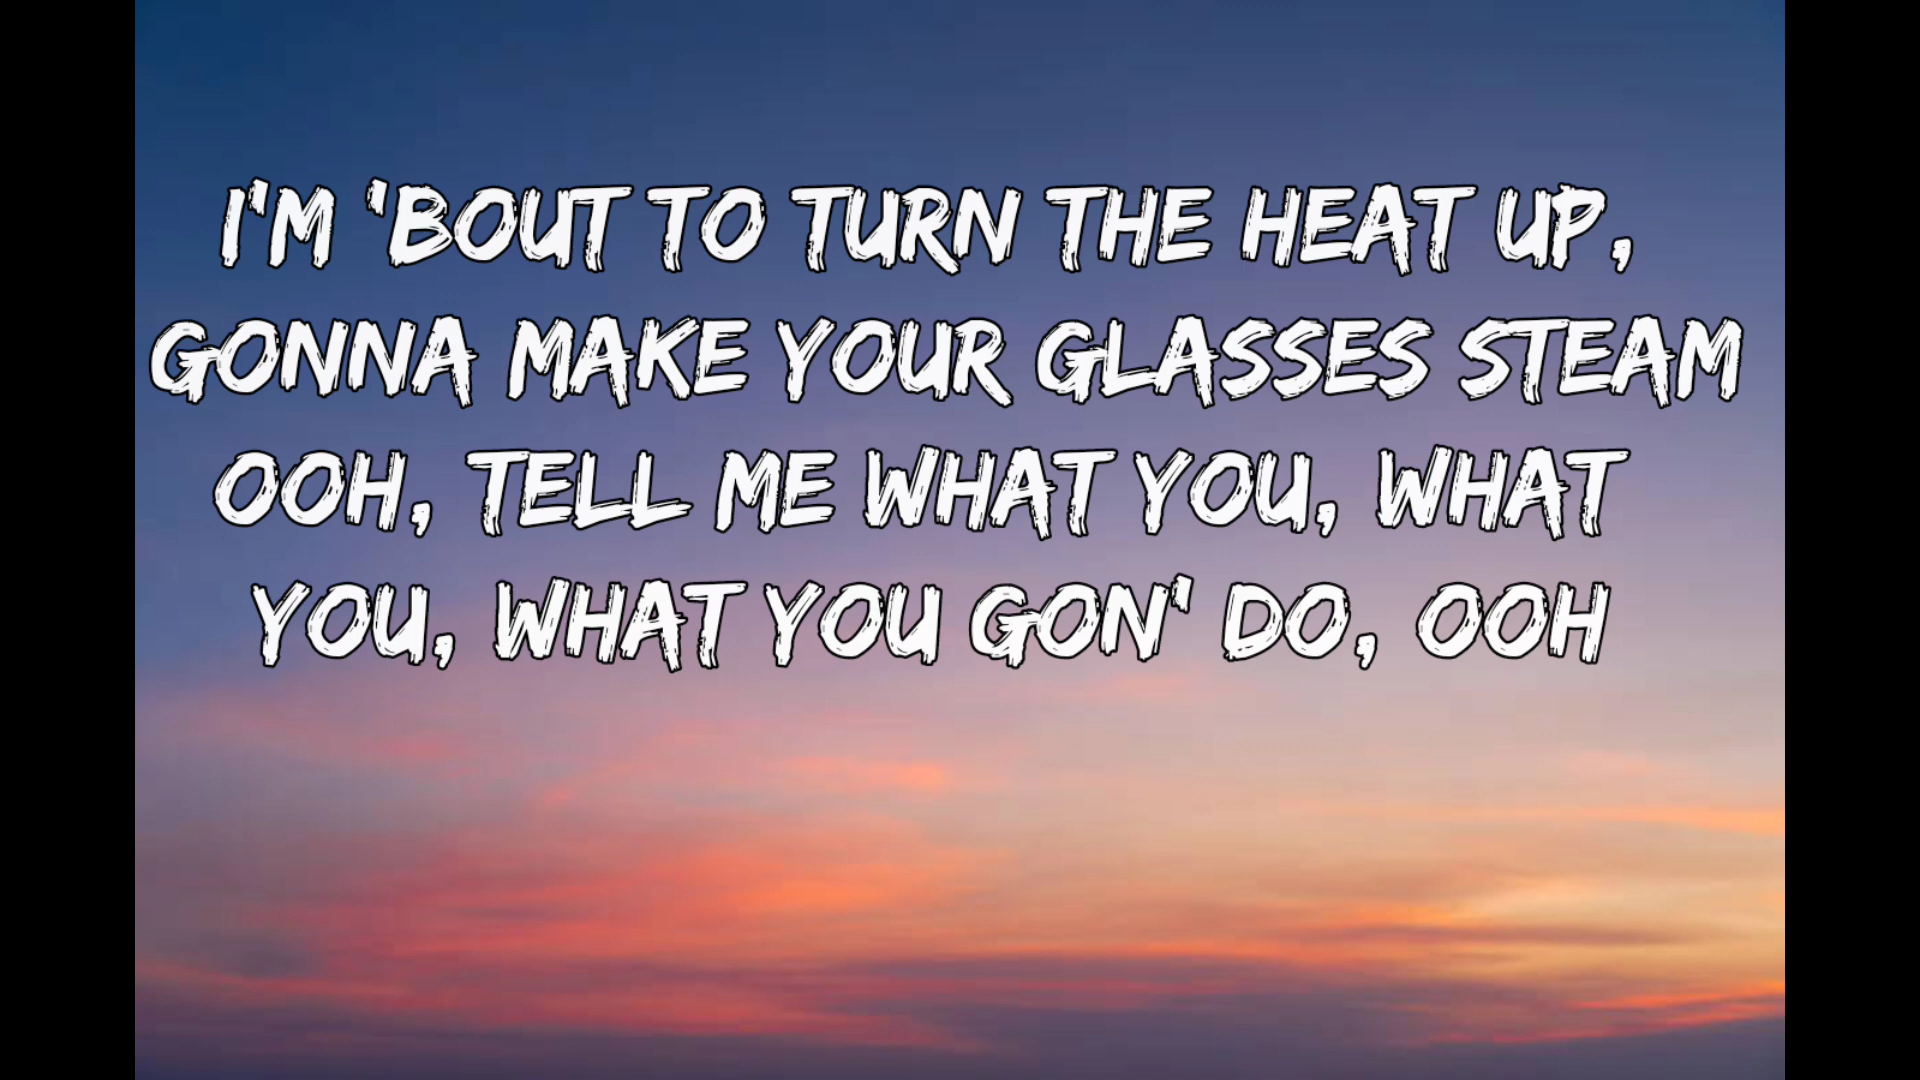 I'M 'BOUT TO TURN THE HEAT UP,
GONNA MAKE YOUR GLASSES STEAM
OOH, TELL ME WHAT YOU, WHAT
YOU, WHAT YOU GON' DO, OOH